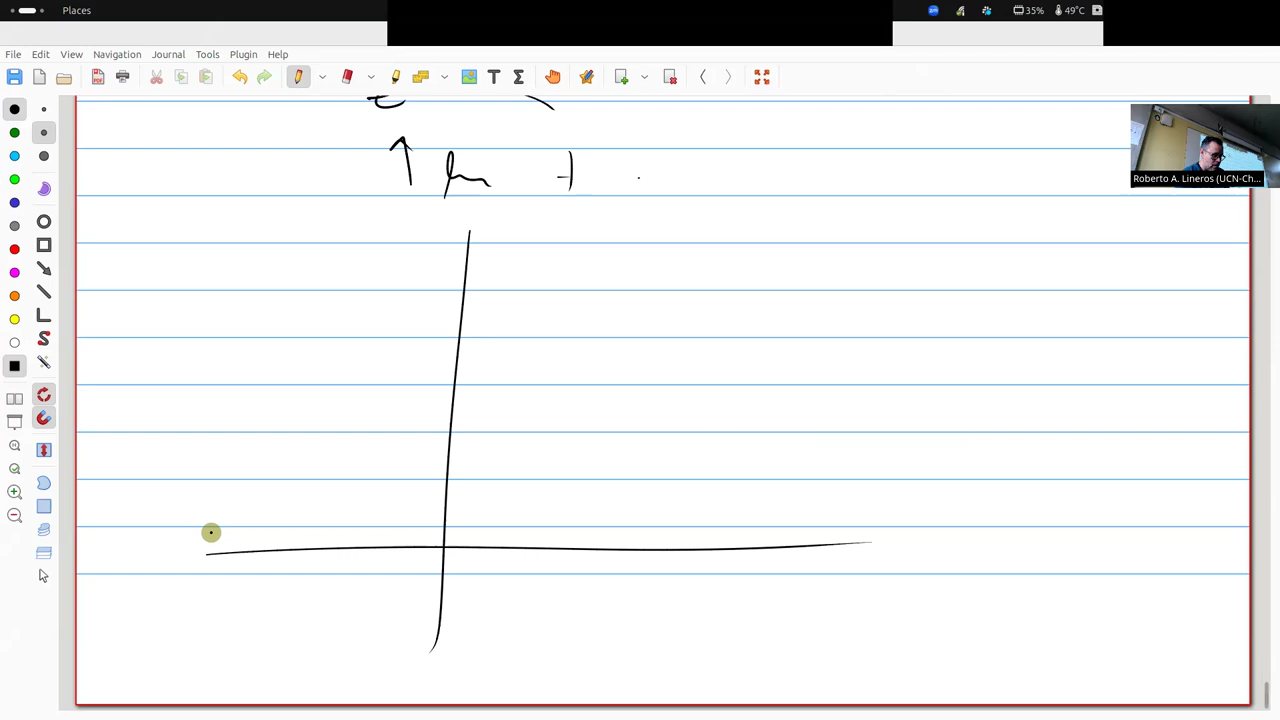 Places
35% 49°C
File Edit View Navigation Journal Tools Plugin Help
Roberto A. Lineros (UCN-Ch...